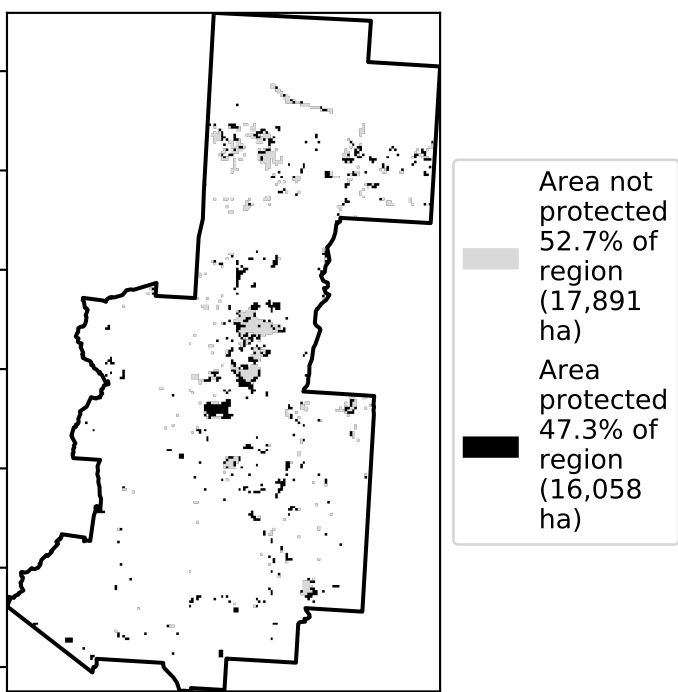 Area not
protected
52.7% of
region
(17,891
ha)
Area
protected
47.3% of
region
(16,058
ha)